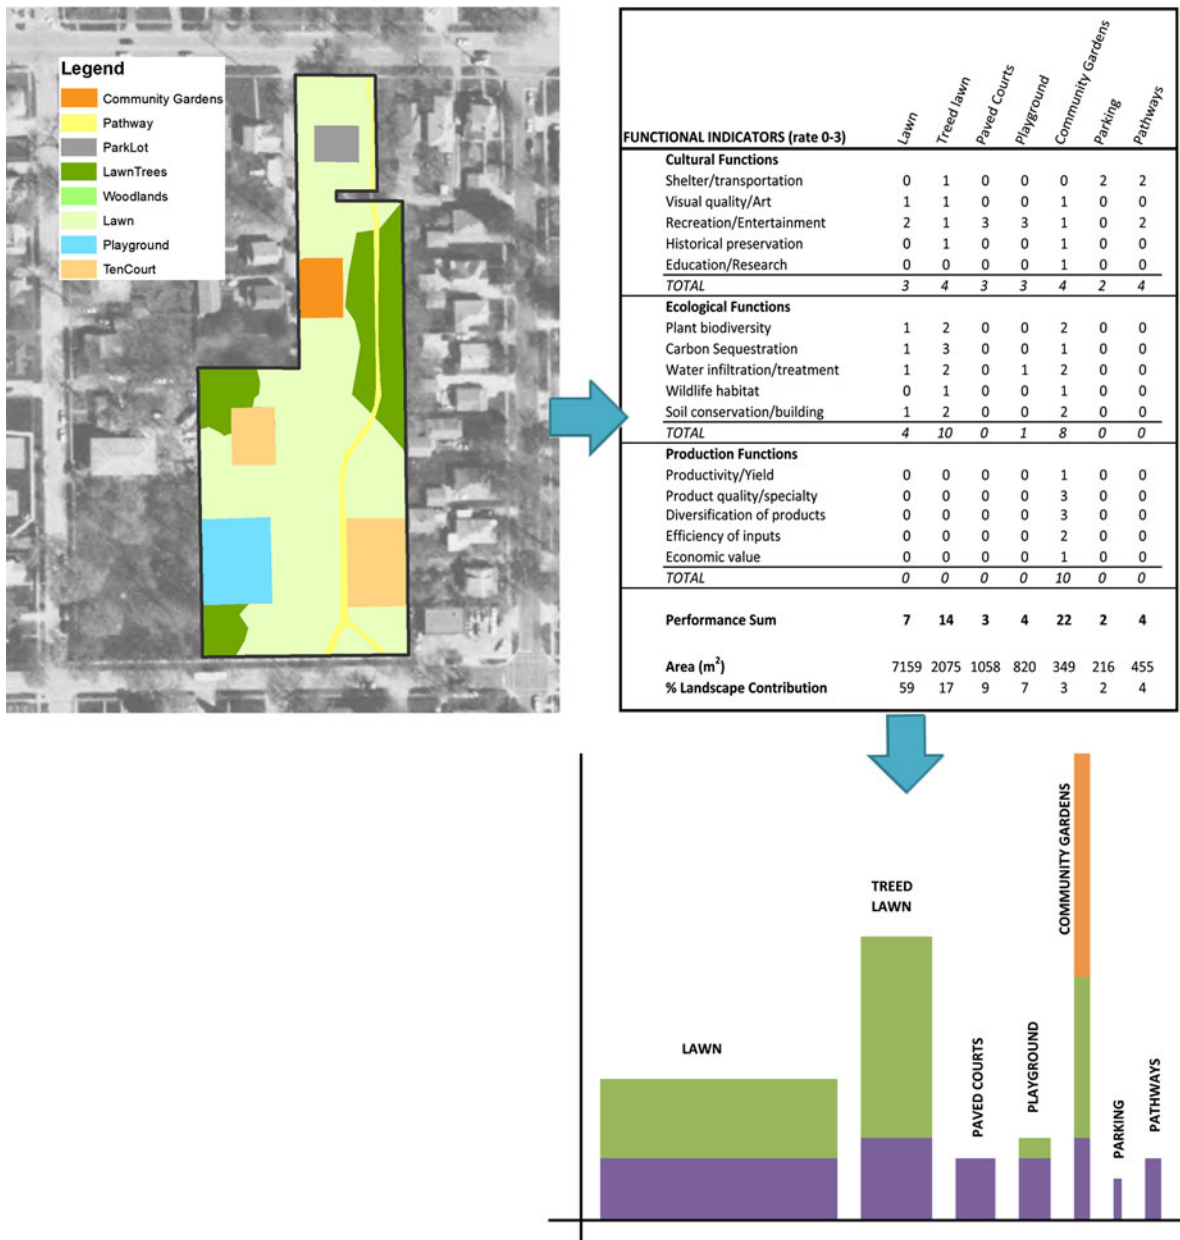 Legend
Community Gardens
Pathway
ParkLot
LawnTrees
Woodlands
Lawn
Playground
TenCourt
FUNCTIONAL INDICATORS (rate 0-3) Lawn Treed lawn Paved Courts Playground Community Gardens Parking Pathways
Cultural Functions
Shelter/transportation 0 1 0 0 0 2 2
Visual quality/Art 1 1 0 0 1 0 0
Recreation/Entertainment 2 1 3 3 1 0 2
Historical preservation 0 1 0 0 1 0 0
Education/Research 0 0 0 0 1 0 0
TOTAL 3 4 3 3 4 2 4
Ecological Functions
Plant biodiversity 1 2 0 0 2 0 0
Carbon Sequestration 1 3 0 0 1 0 0
Water infiltration/treatment 1 2 0 1 2 0 0
Wildlife habitat 0 1 0 0 1 0 0
Soil conservation/building 1 2 0 0 2 0 0
TOTAL 4 10 0 1 8 0 0
Production Functions
Productivity/Yield 0 0 0 0 1 0 0
Product quality/specialty 0 0 0 0 3 0 0
Diversification of products 0 0 0 0 3 0 0
Efficiency of inputs 0 0 0 0 2 0 0
Economic value 0 0 0 0 1 0 0
TOTAL 0 0 0 0 10 0 0
Performance Sum 7 14 3 4 22 2 4
Area (m²) 7159 2075 1058 820 349 216 455
% Landscape Contribution 59 17 9 7 3 2 4
LAWN
TREED
LAWN
PAVED COURTS
PLAYGROUND
COMMUNITY GARDENS
PARKING
PATHWAYS